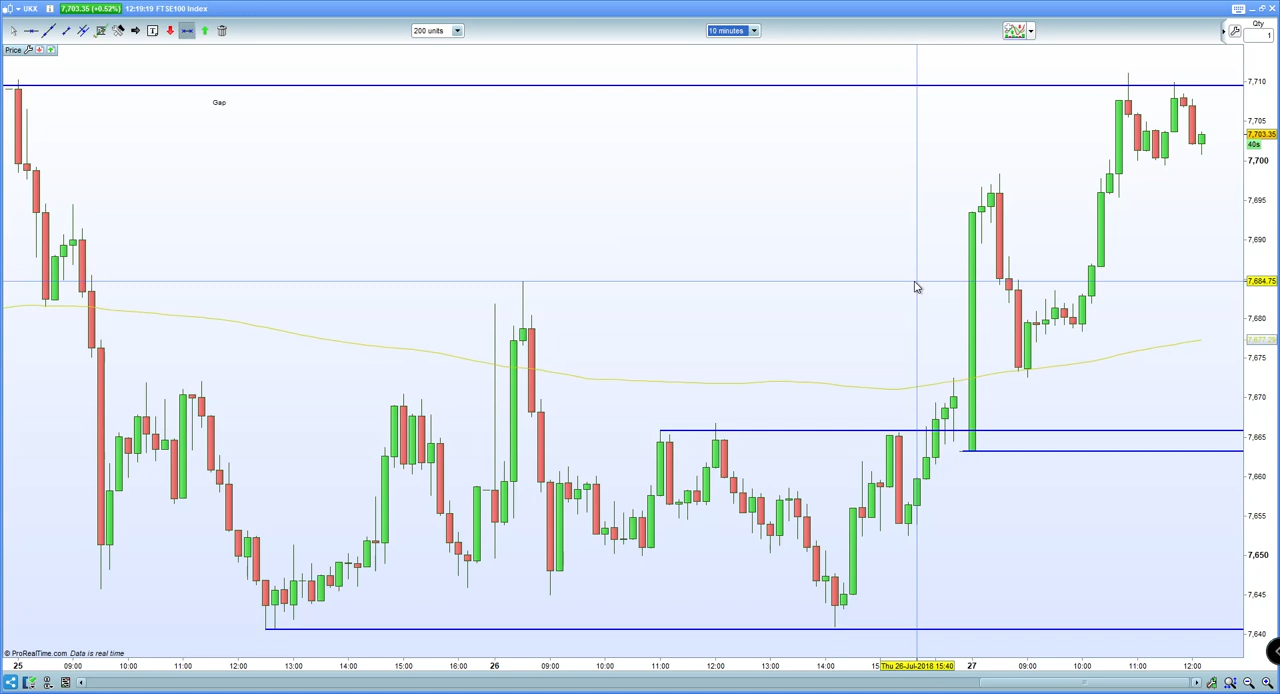 UKX 7,703.35 (+0.52%) 12:19:19 FTSE100 Index
200 units 10 minutes Qty
1
Price
Gap
7,710
7,705
7,703.35
40s
7,700
7,695
7,690
7,684.75
7,680
7,677.29
7,675
7,670
7,665
7,660
7,655
7,650
7,645
7,640
© ProRealTime.com Data is real time
25 09:00 10:00 11:00 12:00 13:00 14:00 15:00 16:00 26 09:00 10:00 11:00 12:00 13:00 14:00 15: Thu 26-Jul-2018 15:40 27 09:00 10:00 11:00 12:00